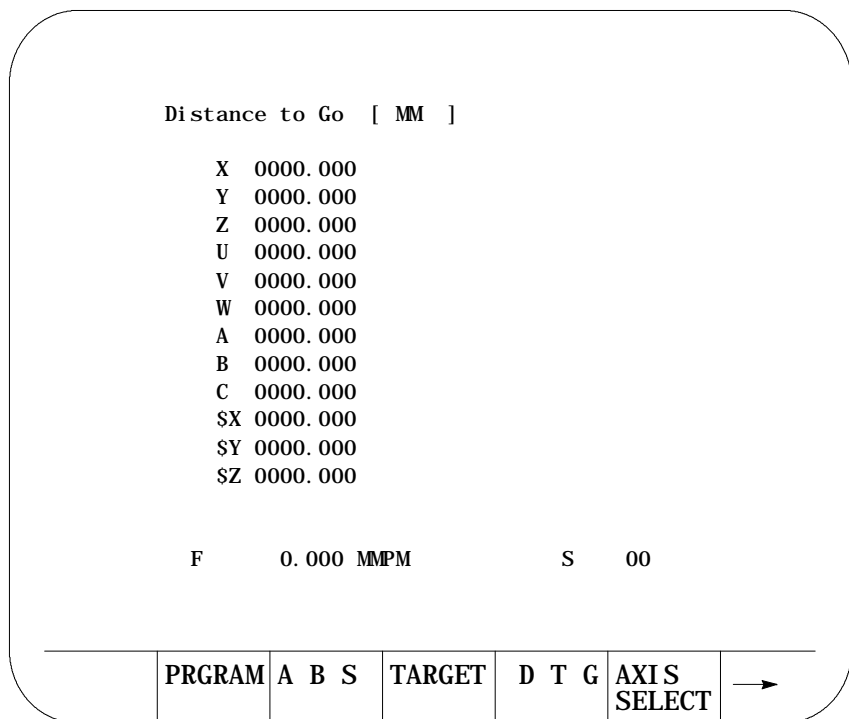 Distance to Go [ MM ]
X 0000.000
Y 0000.000
Z 0000.000
U 0000.000
V 0000.000
W 0000.000
A 0000.000
B 0000.000
C 0000.000
$X 0000.000
$Y 0000.000
$Z 0000.000
F 0.000 MMPM S 00
PRGRAM A B S TARGET D T G AXIS
SELECT